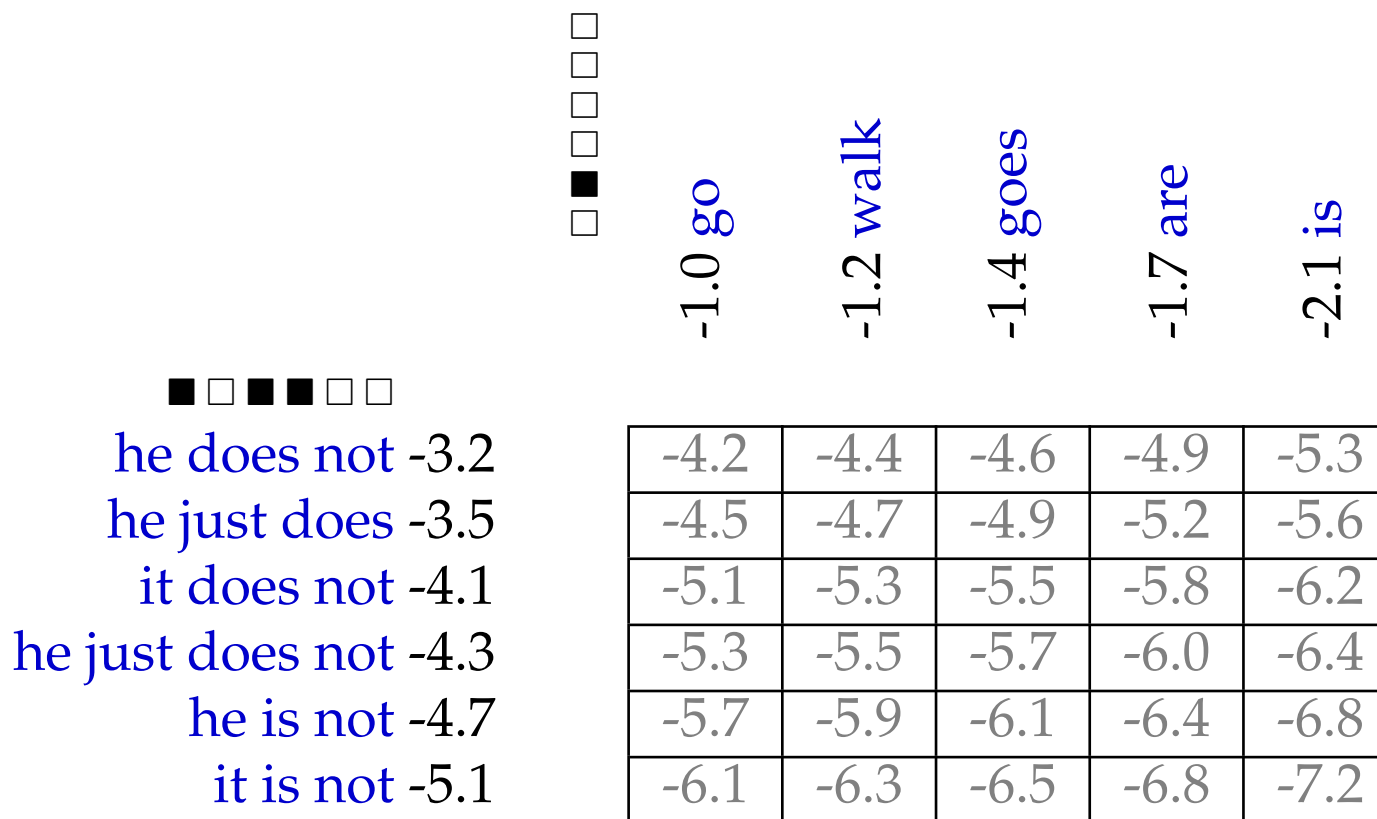 -1.0 go
-1.2 walk
-1.4 goes
-1.7 are
-2.1 is
he does not -3.2 -4.2 -4.4 -4.6 -4.9 -5.3
he just does -3.5 -4.5 -4.7 -4.9 -5.2 -5.6
it does not -4.1 -5.1 -5.3 -5.5 -5.8 -6.2
he just does not -4.3 -5.3 -5.5 -5.7 -6.0 -6.4
he is not -4.7 -5.7 -5.9 -6.1 -6.4 -6.8
it is not -5.1 -6.1 -6.3 -6.5 -6.8 -7.2